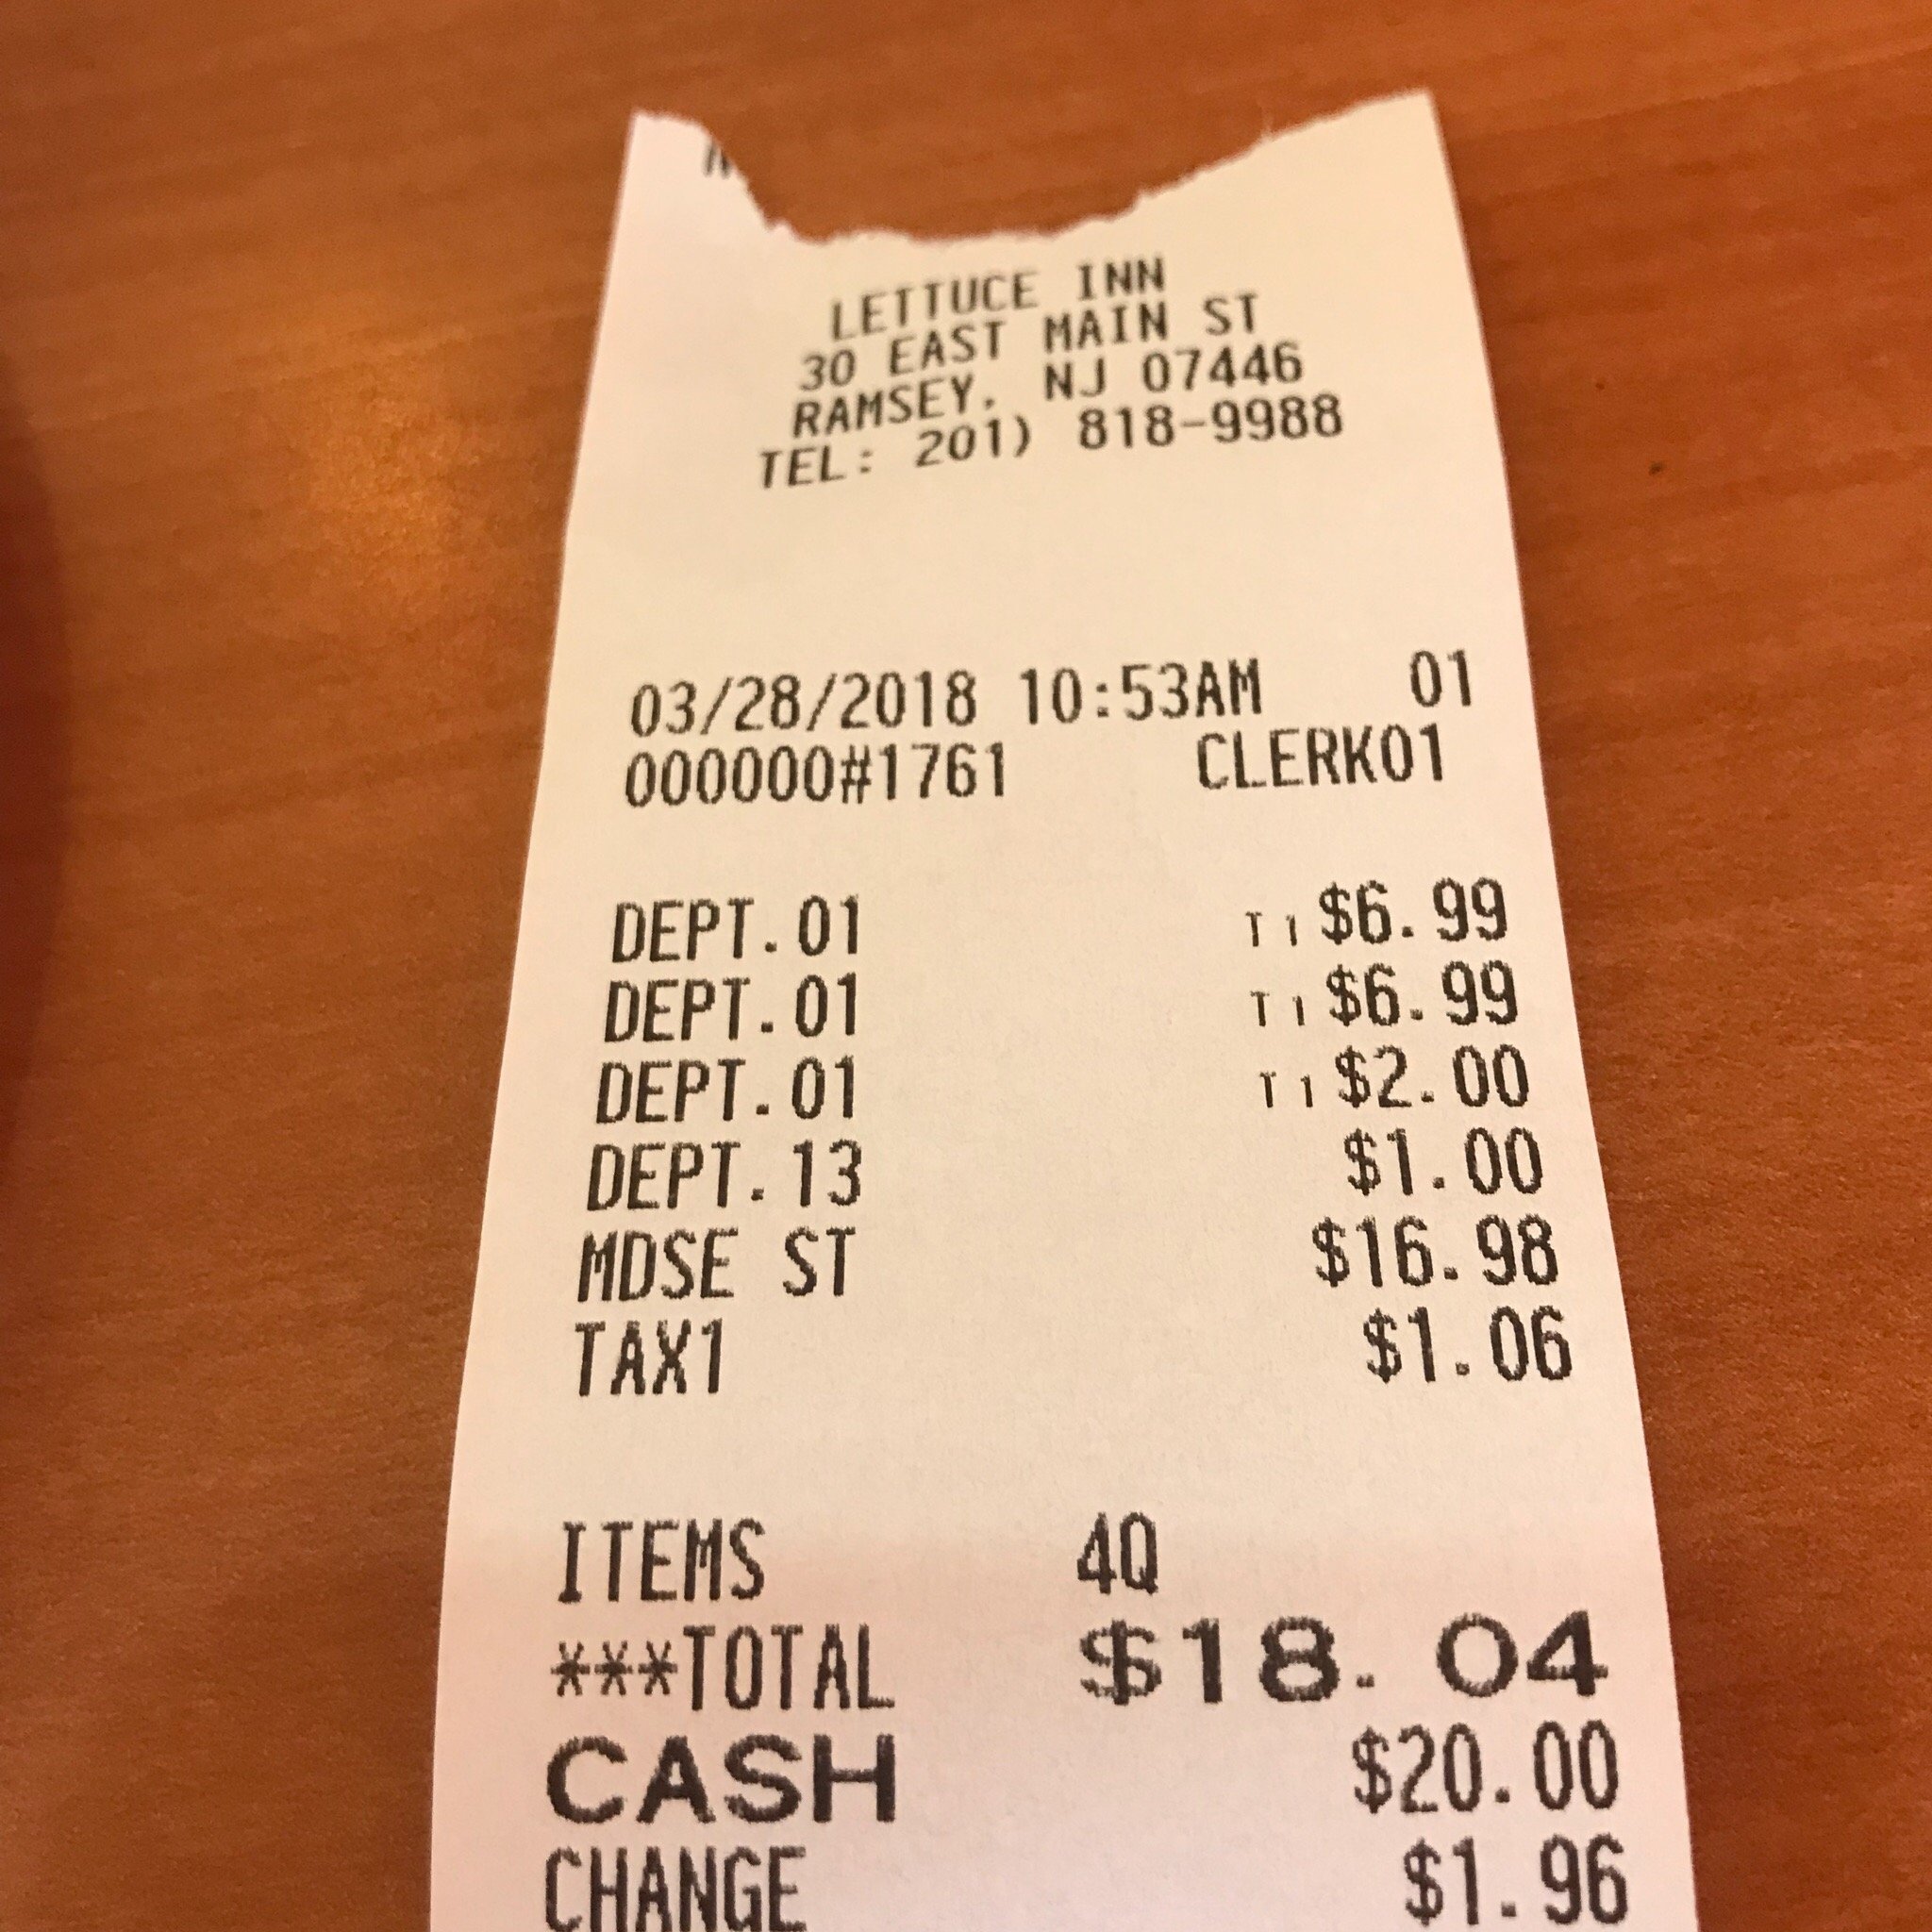 LETTUCE INN
30 EAST MAIN ST
RAMSEY, NJ 07446
TEL: 201) 818-9988
03/28/2018 10:53AM 01
000000#1761 CLERK01
DEPT.01 T1 $6.99
DEPT.01 T1 $6.99
DEPT.01 T1 $2.00
DEPT.13 $1.00
MDSE ST $16.98
TAX1 $1.06
ITEMS 4Q
***TOTAL $18.04
CASH $20.00
CHANGE $1.96